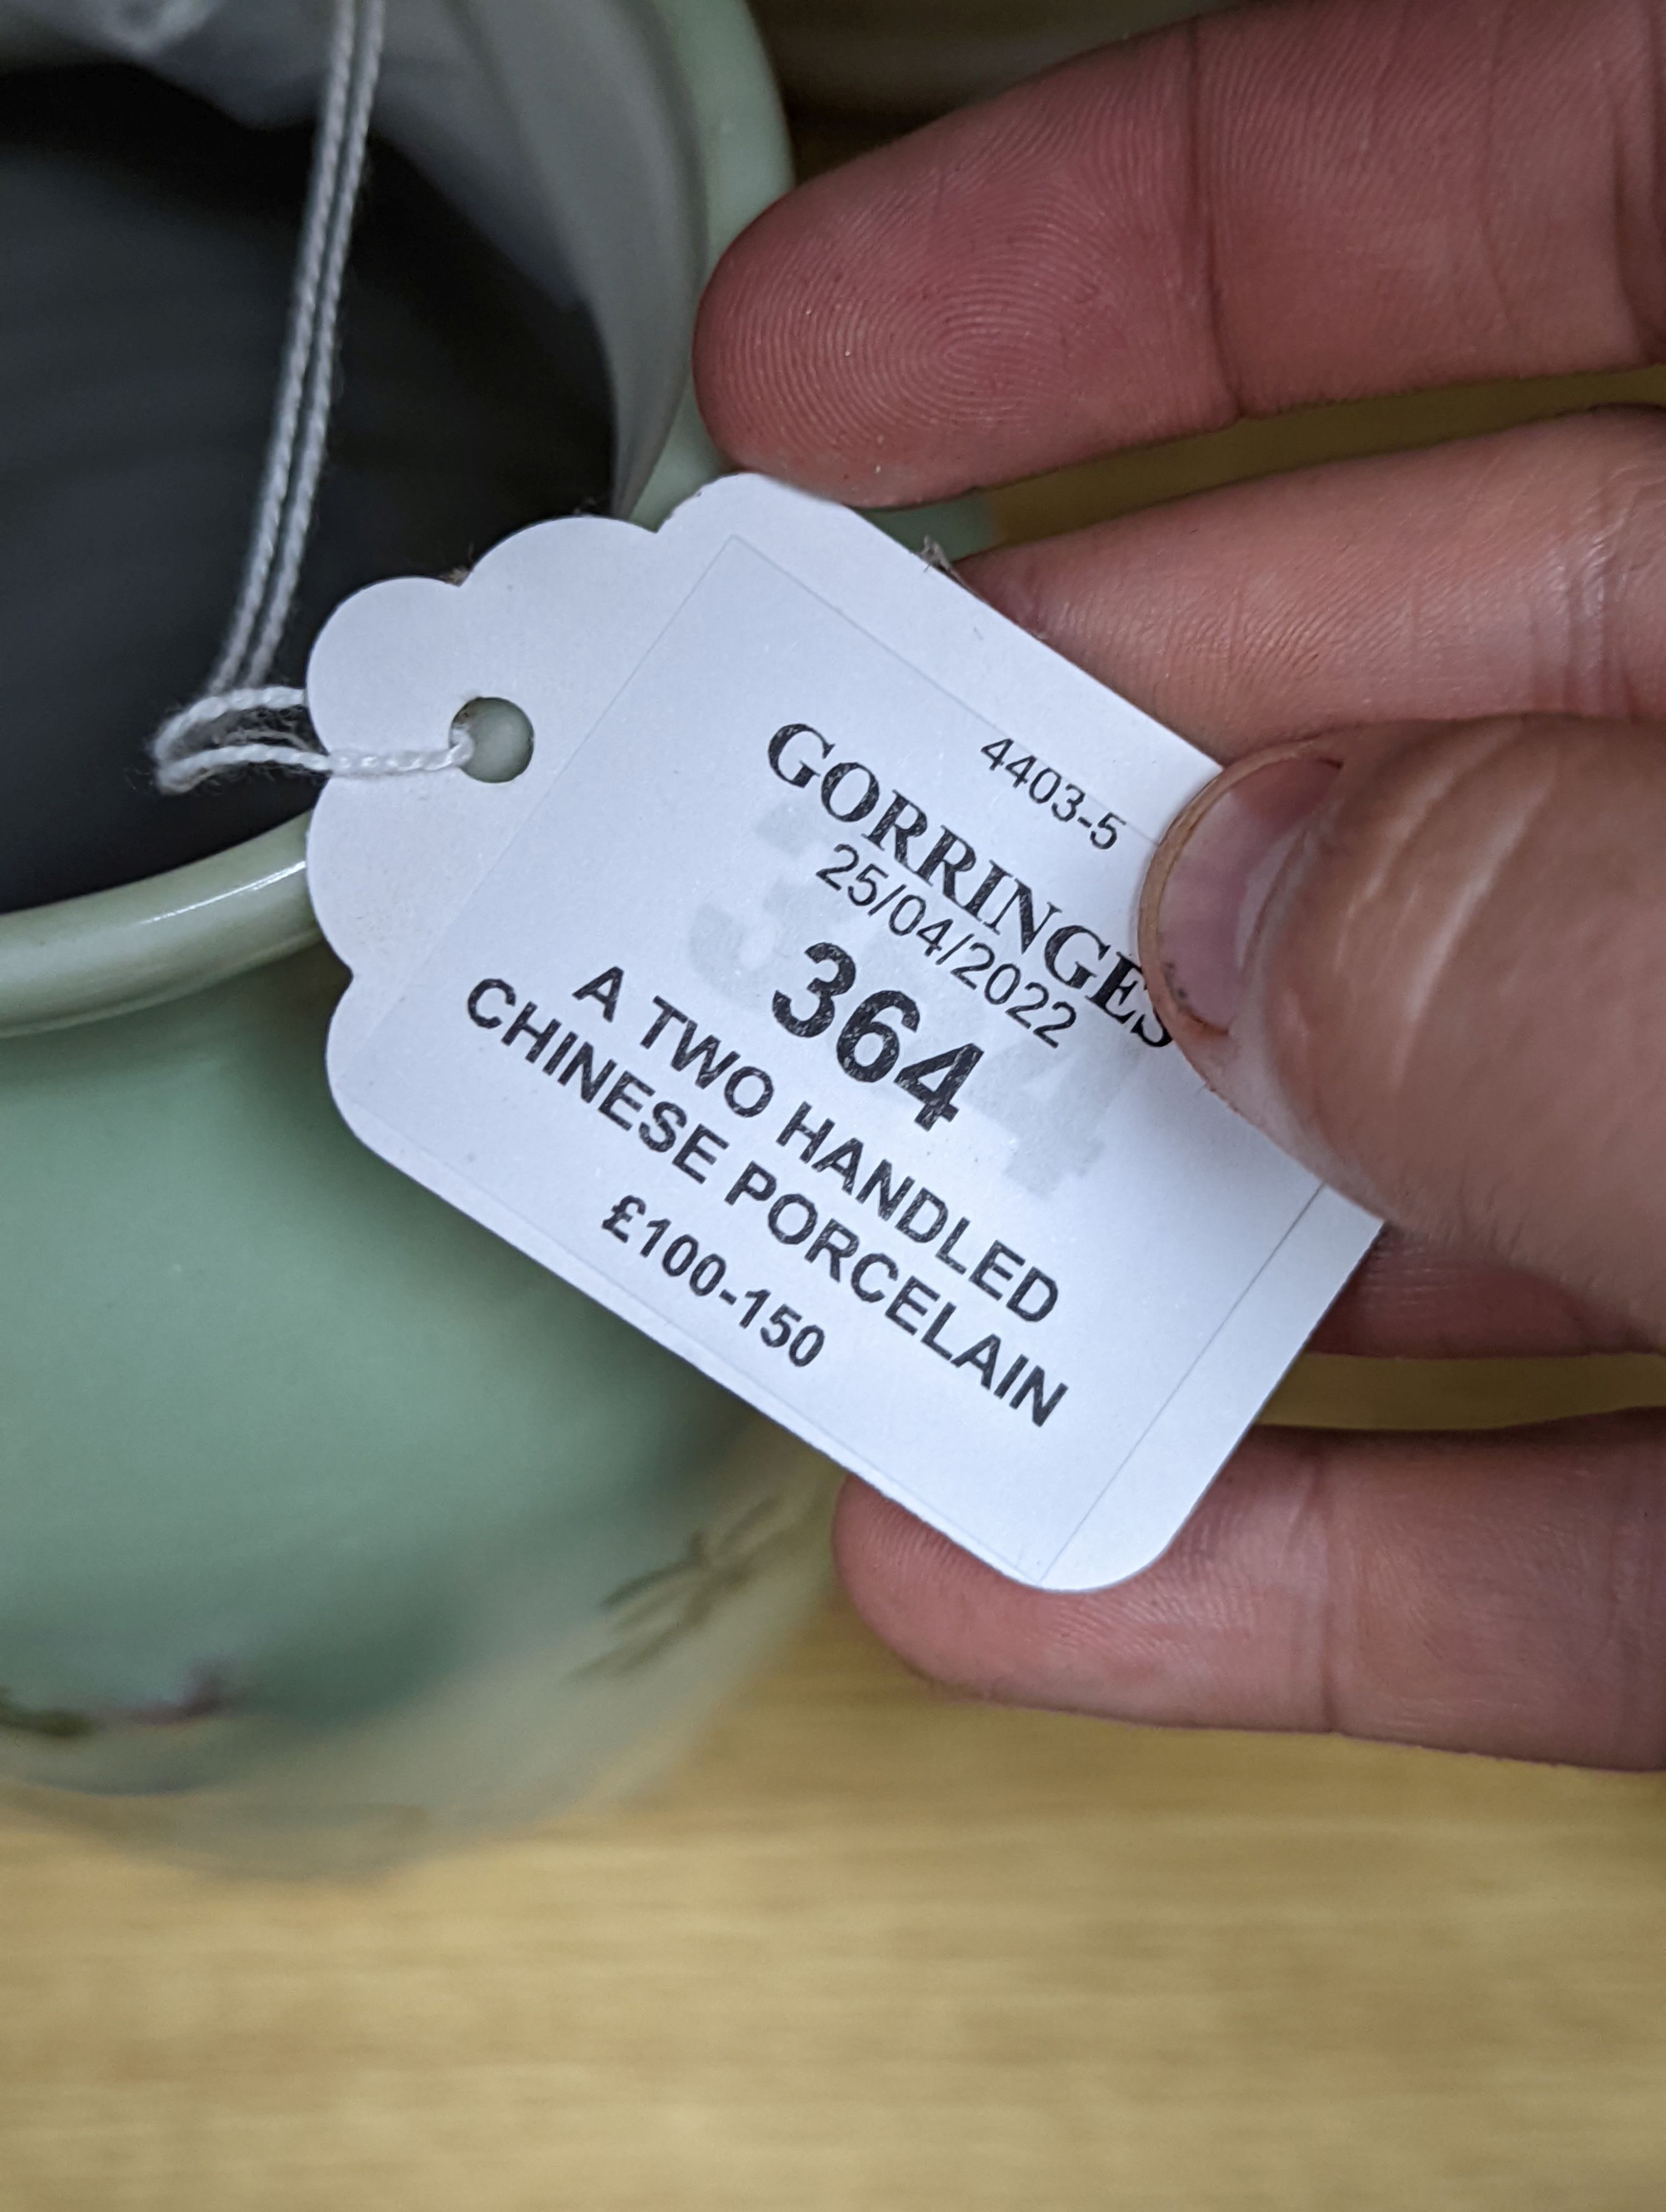 4403-5
GORRINGES
25/04/2022
364
A TWO HANDLED
CHINESE PORCELAIN
£100-150